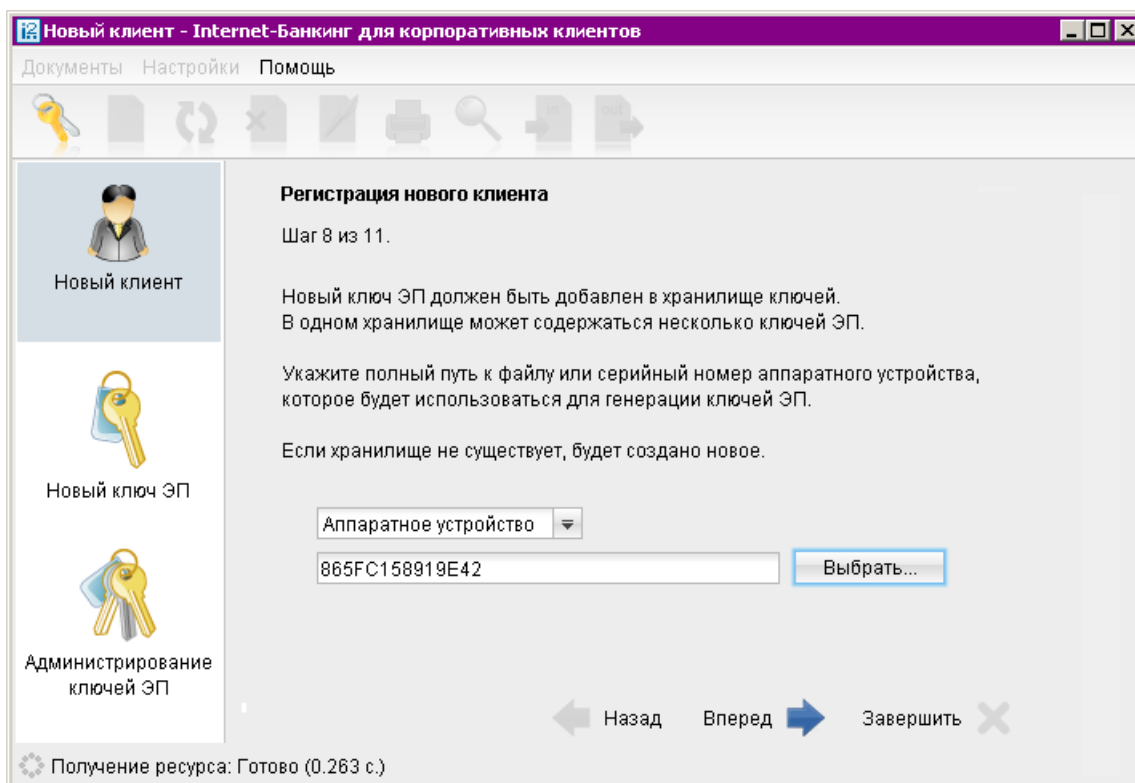 Новый клиент - Internet-Банкинг для корпоративных клиентов
Документы Настройки Помощь
in out
Регистрация нового клиента
Шаг 8 из 11.
Новый клиент
Новый ключ ЭП должен быть добавлен в хранилище ключей.
В одном хранилище может содержаться несколько ключей ЭП.
Укажите полный путь к файлу или серийный номер аппаратного устройства,
которое будет использоваться для генерации ключей ЭП.
Если хранилище не существует, будет создано новое.
Новый ключ ЭП
Аппаратное устройство
865FC158919E42 Выбрать...
Администрирование
ключей ЭП
Назад Вперед Завершить
Получение ресурса: Готово (0.263 с.)